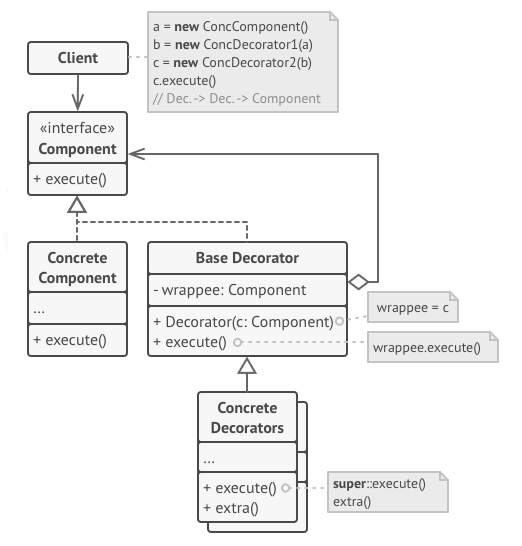 a = new ConcComponent()
b = new ConcDecorator1(a)
c = new ConcDecorator2(b)
c.execute()
// Dec. -> Dec. -> Component
Client
«interface»
Component
+ execute()
Concrete
Component
...
+ execute()
Base Decorator
- wrappee: Component
+ Decorator(c: Component)
+ execute()
wrappee = c
wrappee.execute()
Concrete
Decorators
...
+ execute()
+ extra()
super::execute()
extra()